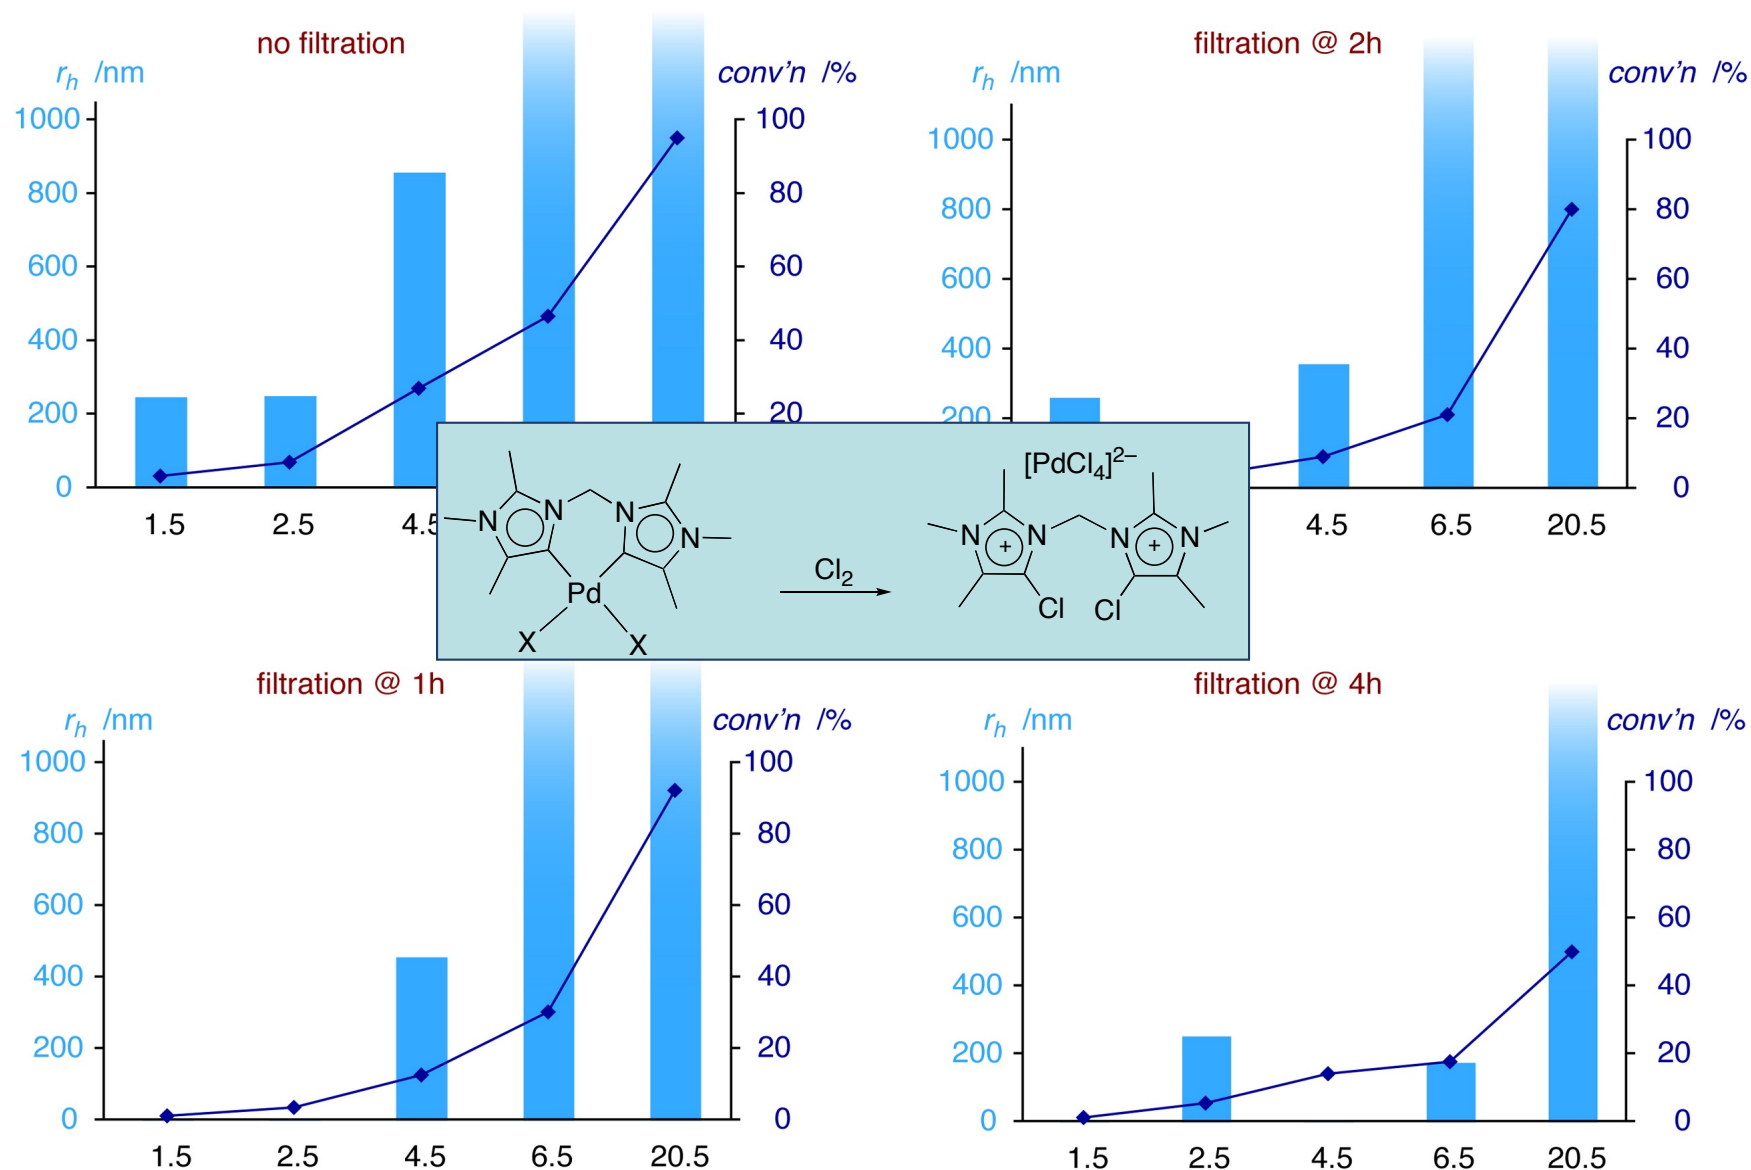 no filtration
r_h /nm
conv'n /%
1000
800
600
400
200
0
100
80
60
40
20
1.5 2.5 4.5
filtration @ 2h
r_h /nm
conv'n /%
1000
800
600
400
200
100
80
60
40
20
0
4.5 6.5 20.5
N N N N
Pd
X X
Cl₂
[PdCl₄]²⁻
N + N N + N
Cl Cl
filtration @ 1h
r_h /nm
conv'n /%
1000
800
600
400
200
0
100
80
60
40
20
0
1.5 2.5 4.5 6.5 20.5
filtration @ 4h
r_h /nm
conv'n /%
1000
800
600
400
200
0
100
80
60
40
20
0
1.5 2.5 4.5 6.5 20.5